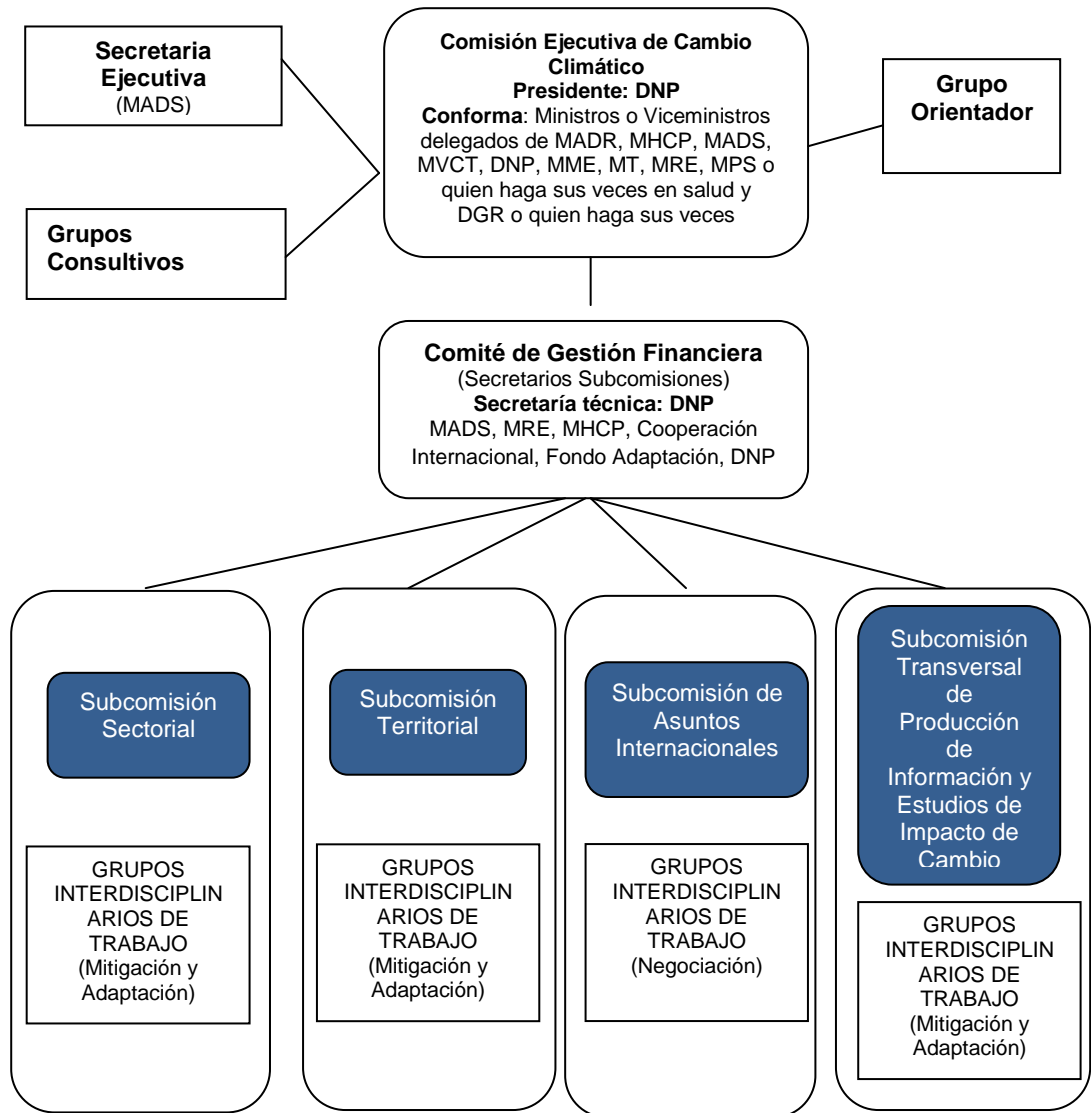 Secretaria
Ejecutiva
(MADS)
Grupos
Consultivos
Comisión Ejecutiva de Cambio
Climático
Presidente: DNP
Conforma: Ministros o Viceministros
delegados de MADR, MHCP, MADS,
MVCT, DNP, MME, MT, MRE, MPS o
quien haga sus veces en salud y
DGR o quien haga sus veces
Grupo
Orientador
Comité de Gestión Financiera
(Secretarios Subcomisiones)
Secretaría técnica: DNP
MADS, MRE, MHCP, Cooperación
Internacional, Fondo Adaptación, DNP
Subcomisión
Sectorial
GRUPOS
INTERDISCIPLIN
ARIOS DE
TRABAJO
(Mitigación y
Adaptación)
Subcomisión
Territorial
GRUPOS
INTERDISCIPLIN
ARIOS DE
TRABAJO
(Mitigación y
Adaptación)
Subcomisión de
Asuntos
Internacionales
GRUPOS
INTERDISCIPLIN
ARIOS DE
TRABAJO
(Negociación)
Subcomisión
Transversal
de
Producción
de
Información y
Estudios de
Impacto de
Cambio
GRUPOS
INTERDISCIPLIN
ARIOS DE
TRABAJO
(Mitigación y
Adaptación)